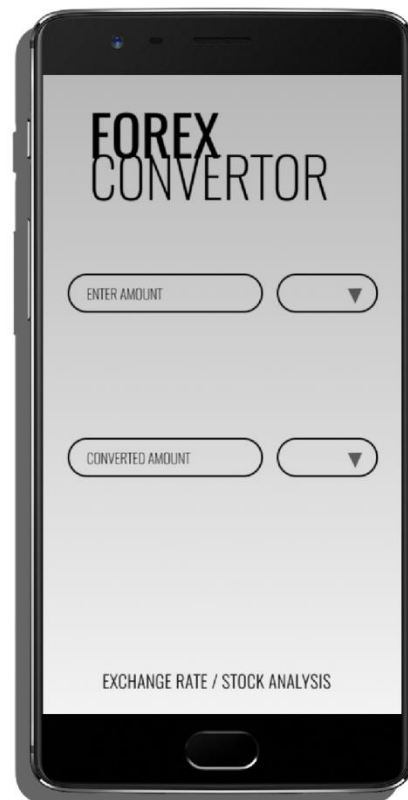 FOREX
CONVERTOR
ENTER AMOUNT
CONVERTED AMOUNT
EXCHANGE RATE / STOCK ANALYSIS